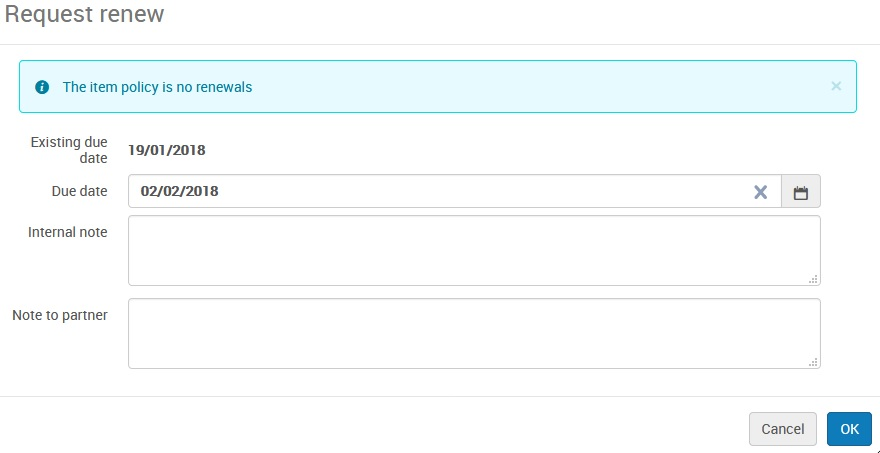 Request renew
The item policy is no renewals
Existing due
date
19/01/2018
Due date
02/02/2018
Internal note
Note to partner
Cancel
OK